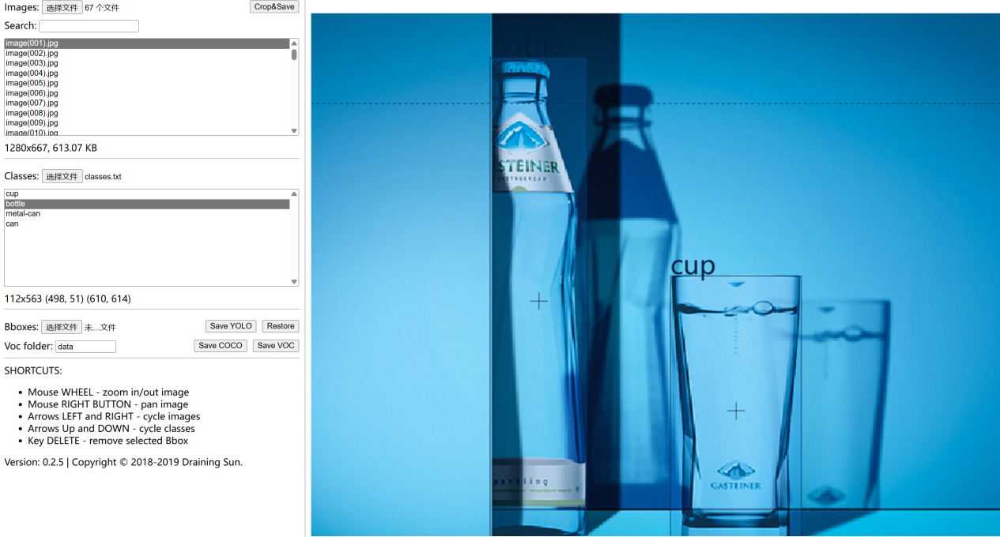 Images: 选择文件 67 个文件 Crop&Save
Search:
image(001).jpg
image(002).jpg
image(003).jpg
image(004).jpg
image(005).jpg
image(006).jpg
image(007).jpg
image(008).jpg
image(009).jpg
image(010).jpg
1280x667, 613.07 KB
Classes: 选择文件 classes.txt
cup
bottle
metal-can
can
112x563 (498, 51) (610, 614)
Bboxes: 选择文件 未...文件 Save YOLO Restore
Voc folder: data Save COCO Save VOC
SHORTCUTS:
• Mouse WHEEL - zoom in/out image
• Mouse RIGHT BUTTON - pan image
• Arrows LEFT and RIGHT - cycle images
• Arrows Up and DOWN - cycle classes
• Key DELETE - remove selected Bbox
Version: 0.2.5 | Copyright © 2018-2019 Draining Sun.
bottle
ASTEINER
cup
GASTEINER
parkling